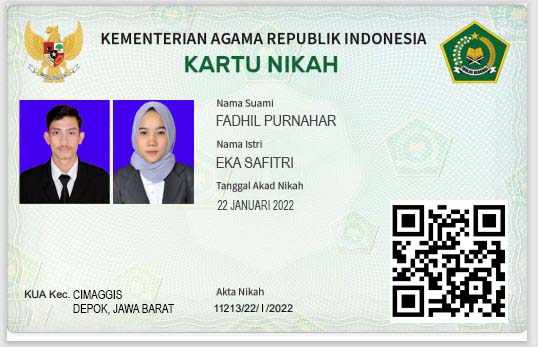 KEMENTERIAN AGAMA REPUBLIK INDONESIA
KARTU NIKAH
Nama Suami
FADHIL PURNAHAR
Nama Istri
EKA SAFITRI
Tanggal Akad Nikah
22 JANUARI 2022
KUA Kec. CIMAGGIS
DEPOK, JAWA BARAT
Akta Nikah
11213/22/ I /2022